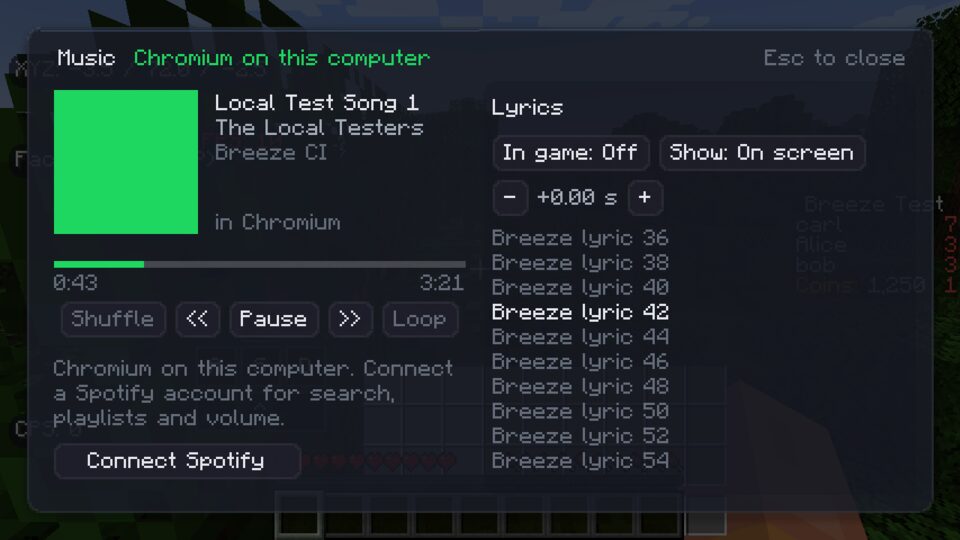 Music Chromium on this computer
Esc to close
Local Test Song 1
The Local Testers
Breeze CI
in Chromium
0:43
3:21
Shuffle << Pause >> Loop
Chromium on this computer. Connect
a Spotify account for search,
playlists and volume.
Connect Spotify
Lyrics
In game: Off Show: On screen
- +0.00 s +
Breeze lyric 36
Breeze lyric 38
Breeze lyric 40
Breeze lyric 42
Breeze lyric 44
Breeze lyric 46
Breeze lyric 48
Breeze lyric 50
Breeze lyric 52
Breeze lyric 54
Breeze Test
carl 7
Alice 3
bob 3
Coins: 1,250 1